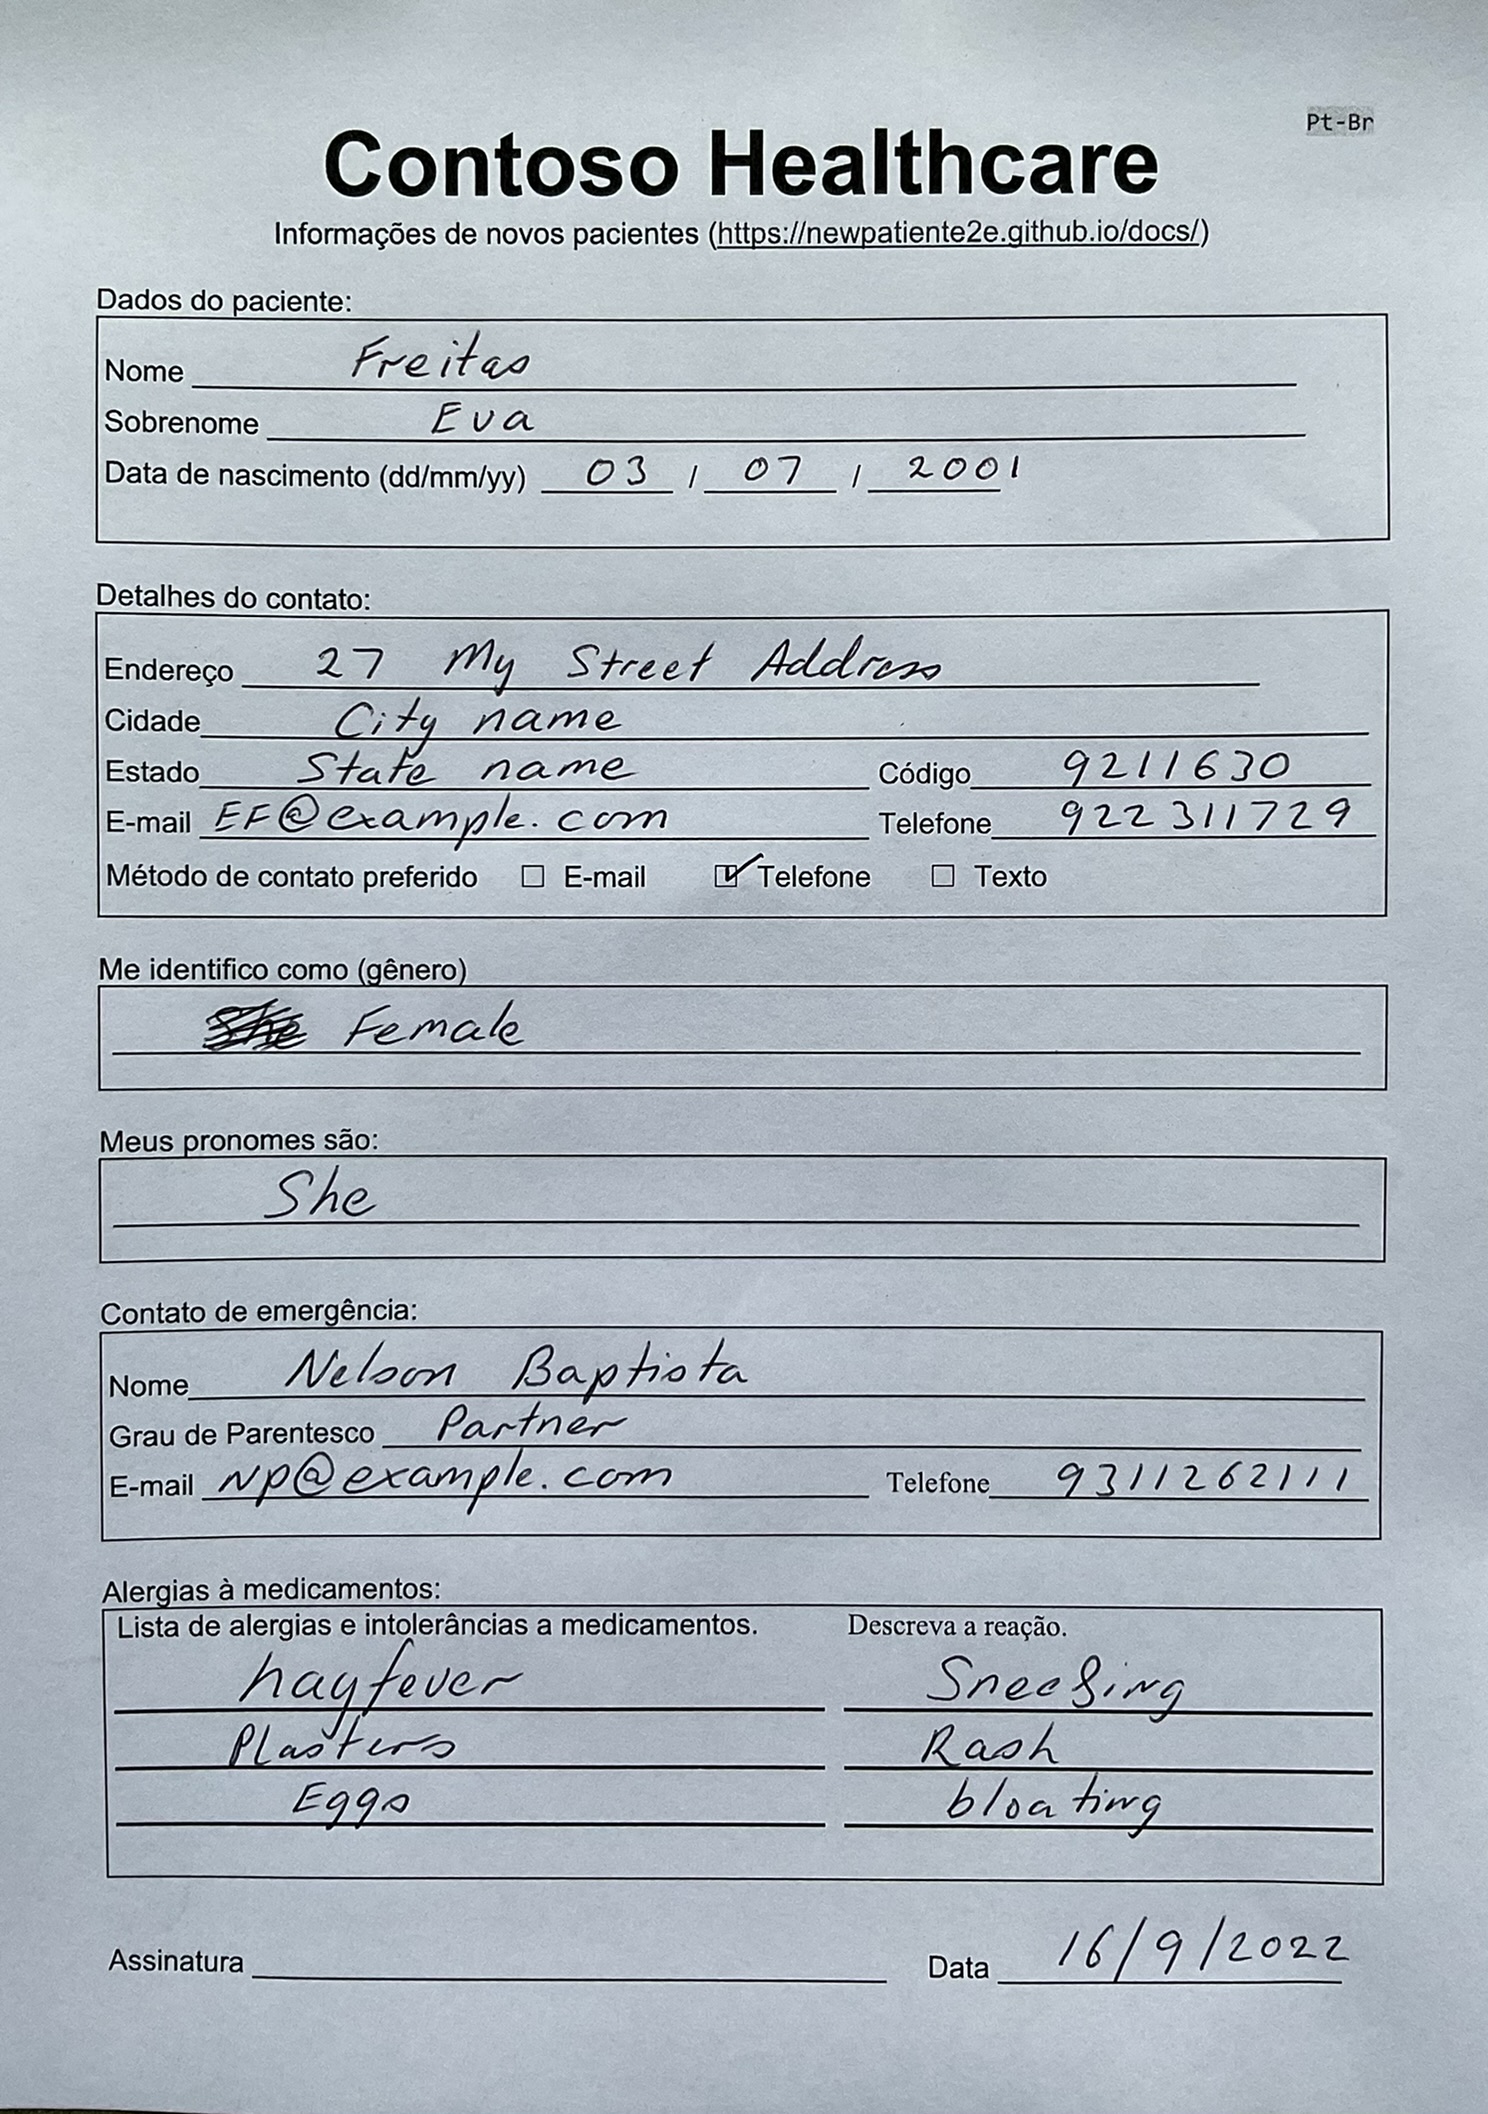 Pt-Br
Contoso Healthcare
Informações de novos pacientes (https://newpatiente2e.github.io/docs/)
Dados do paciente:
Nome Freitas
Sobrenome Eva
Data de nascimento (dd/mm/yy) 03 / 07 / 2001
Detalhes do contato:
Endereço 27 My Street Address
Cidade City name
Estado State name Código 9211630
E-mail EF@example.com Telefone 922311729
Método de contato preferido ☐ E-mail ☑ Telefone ☐ Texto
Me identifico como (gênero)
She Female
Meus pronomes são:
She
Contato de emergência:
Nome Nelson Baptista
Grau de Parentesco Partner
E-mail NP@example.com Telefone 9311262111
Alergias à medicamentos:
Lista de alergias e intolerâncias a medicamentos. Descreva a reação.
hayfever Sneezing
Plasters Rash
Eggs bloating
Assinatura Data 16/9/2022